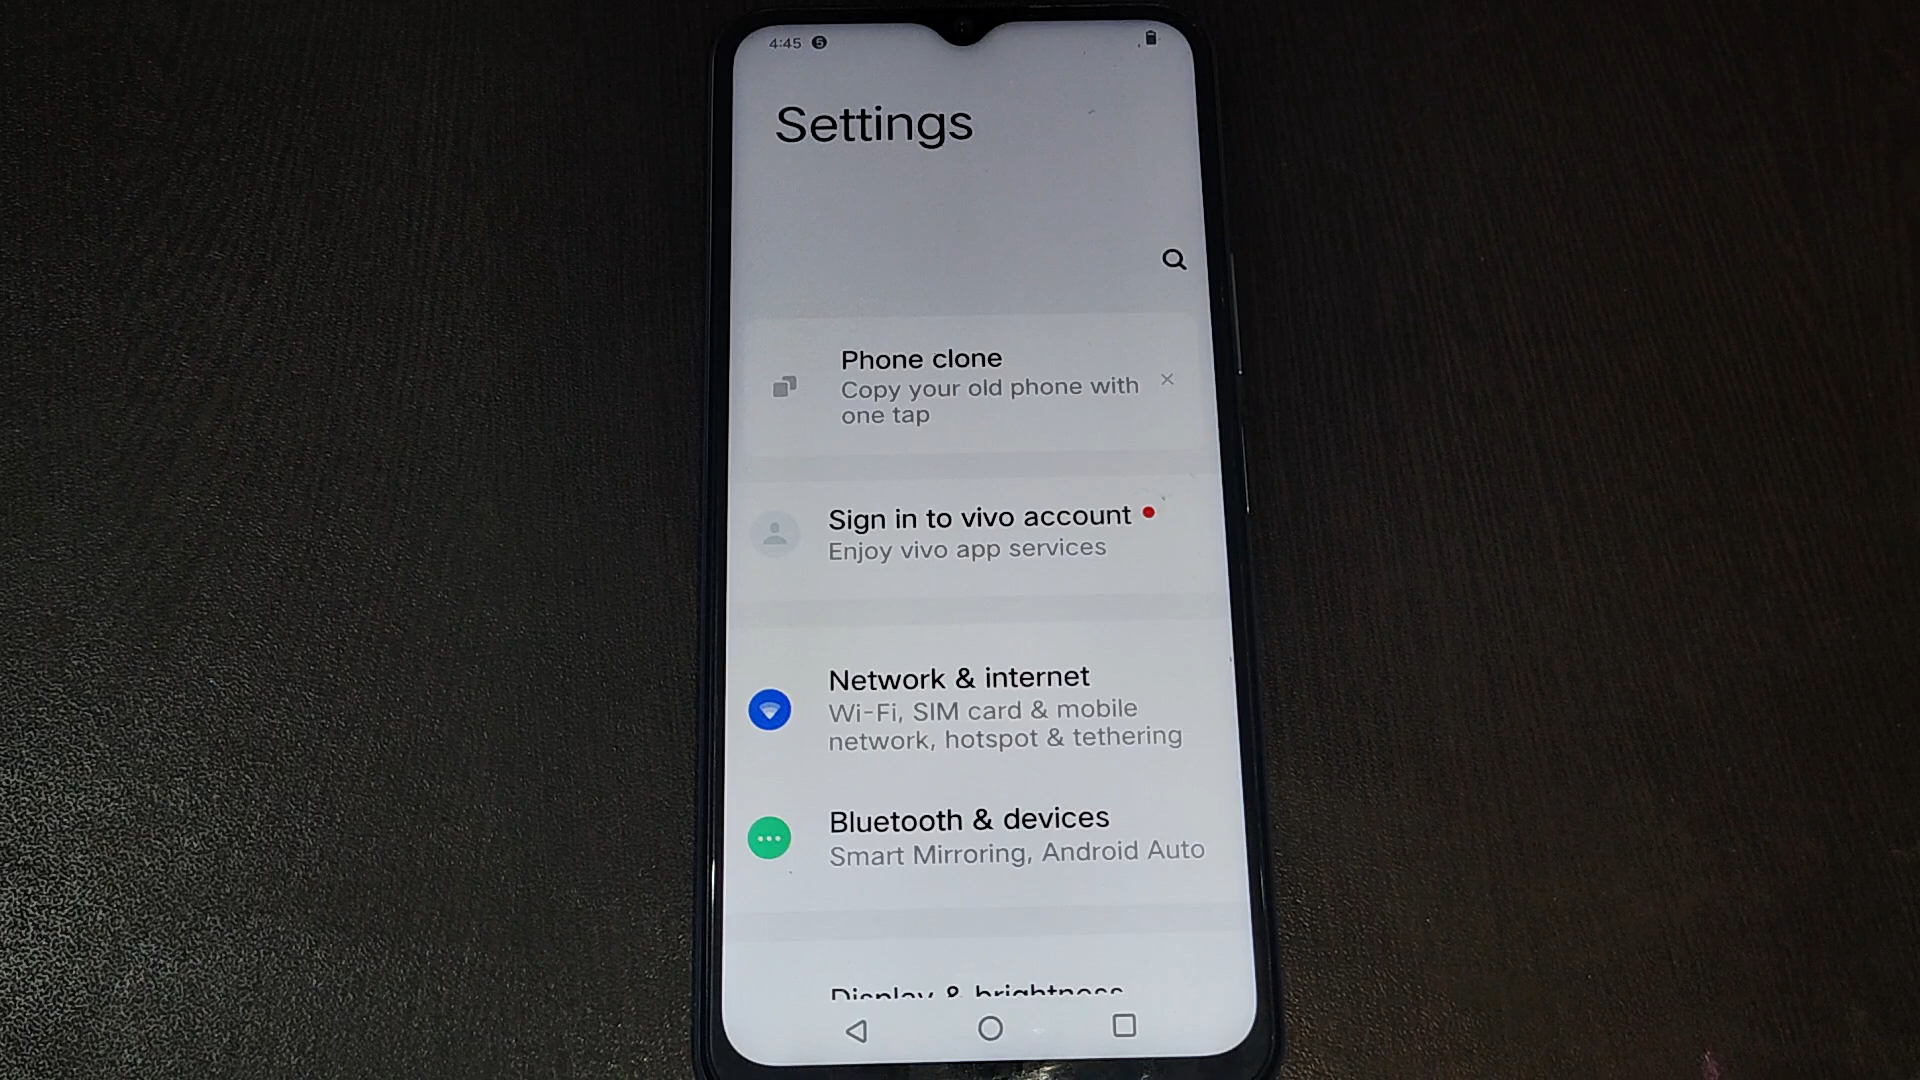 4:45 5
Settings
Phone clone
Copy your old phone with
one tap
Sign in to vivo account
Enjoy vivo app services
Network & internet
Wi-Fi, SIM card & mobile
network, hotspot & tethering
Bluetooth & devices
Smart Mirroring, Android Auto
Display & brightness